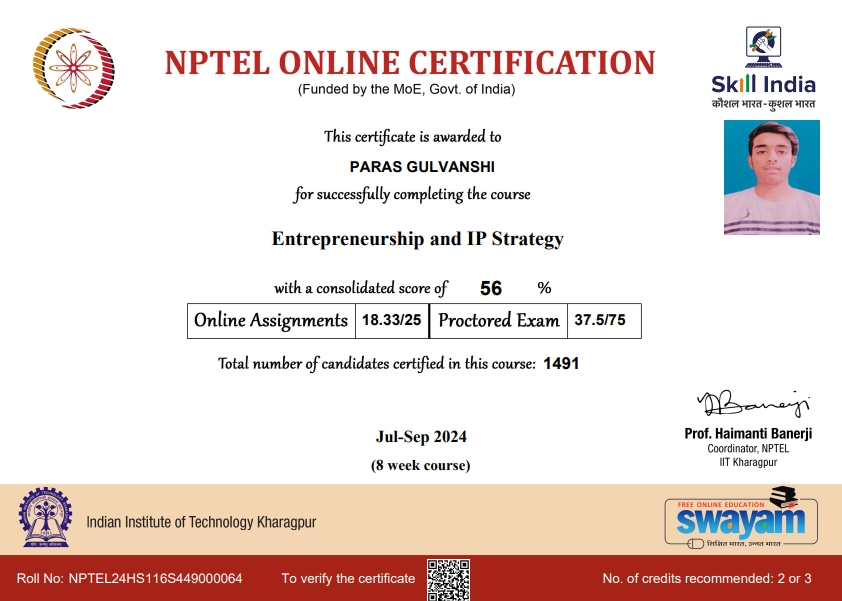 NPTEL ONLINE CERTIFICATION
(Funded by the MoE, Govt. of India)
Skill India
कौशल भारत - कुशल भारत
This certificate is awarded to
PARAS GULVANSHI
for successfully completing the course
Entrepreneurship and IP Strategy
with a consolidated score of 56 %
Online Assignments 18.33/25 Proctored Exam 37.5/75
Total number of candidates certified in this course: 1491
Jul-Sep 2024
(8 week course)
Prof. Haimanti Banerji
Coordinator, NPTEL
IIT Kharagpur
Indian Institute of Technology Kharagpur
FREE ONLINE EDUCATION
swayam
शिक्षित भारत, उन्नत भारत
Roll No: NPTEL24HS116S449000064 To verify the certificate No. of credits recommended: 2 or 3